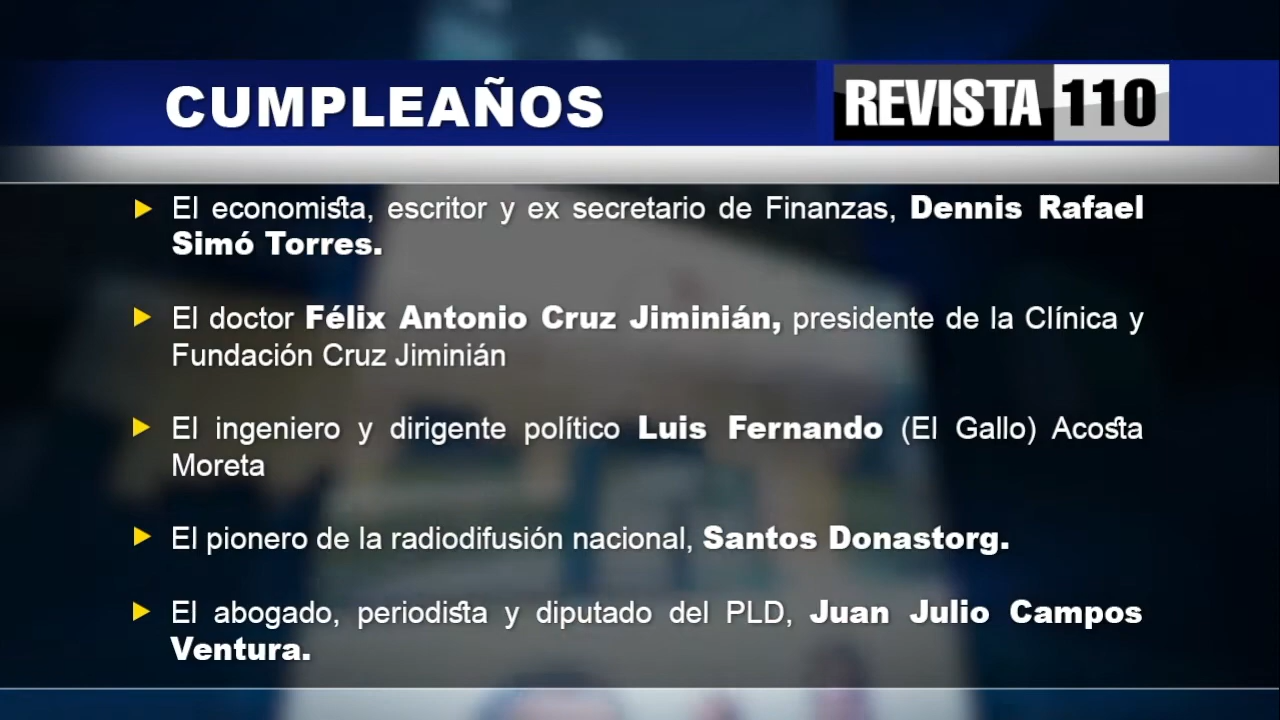 CUMPLEAÑOS
REVISTA 110
El economista, escritor y ex secretario de Finanzas, Dennis Rafael
Simó Torres.
El doctor Félix Antonio Cruz Jiminián, presidente de la Clínica y
Fundación Cruz Jiminián
El ingeniero y dirigente político Luis Fernando (El Gallo) Acosta
Moreta
El pionero de la radiodifusión nacional, Santos Donastorg.
El abogado, periodista y diputado del PLD, Juan Julio Campos
Ventura.